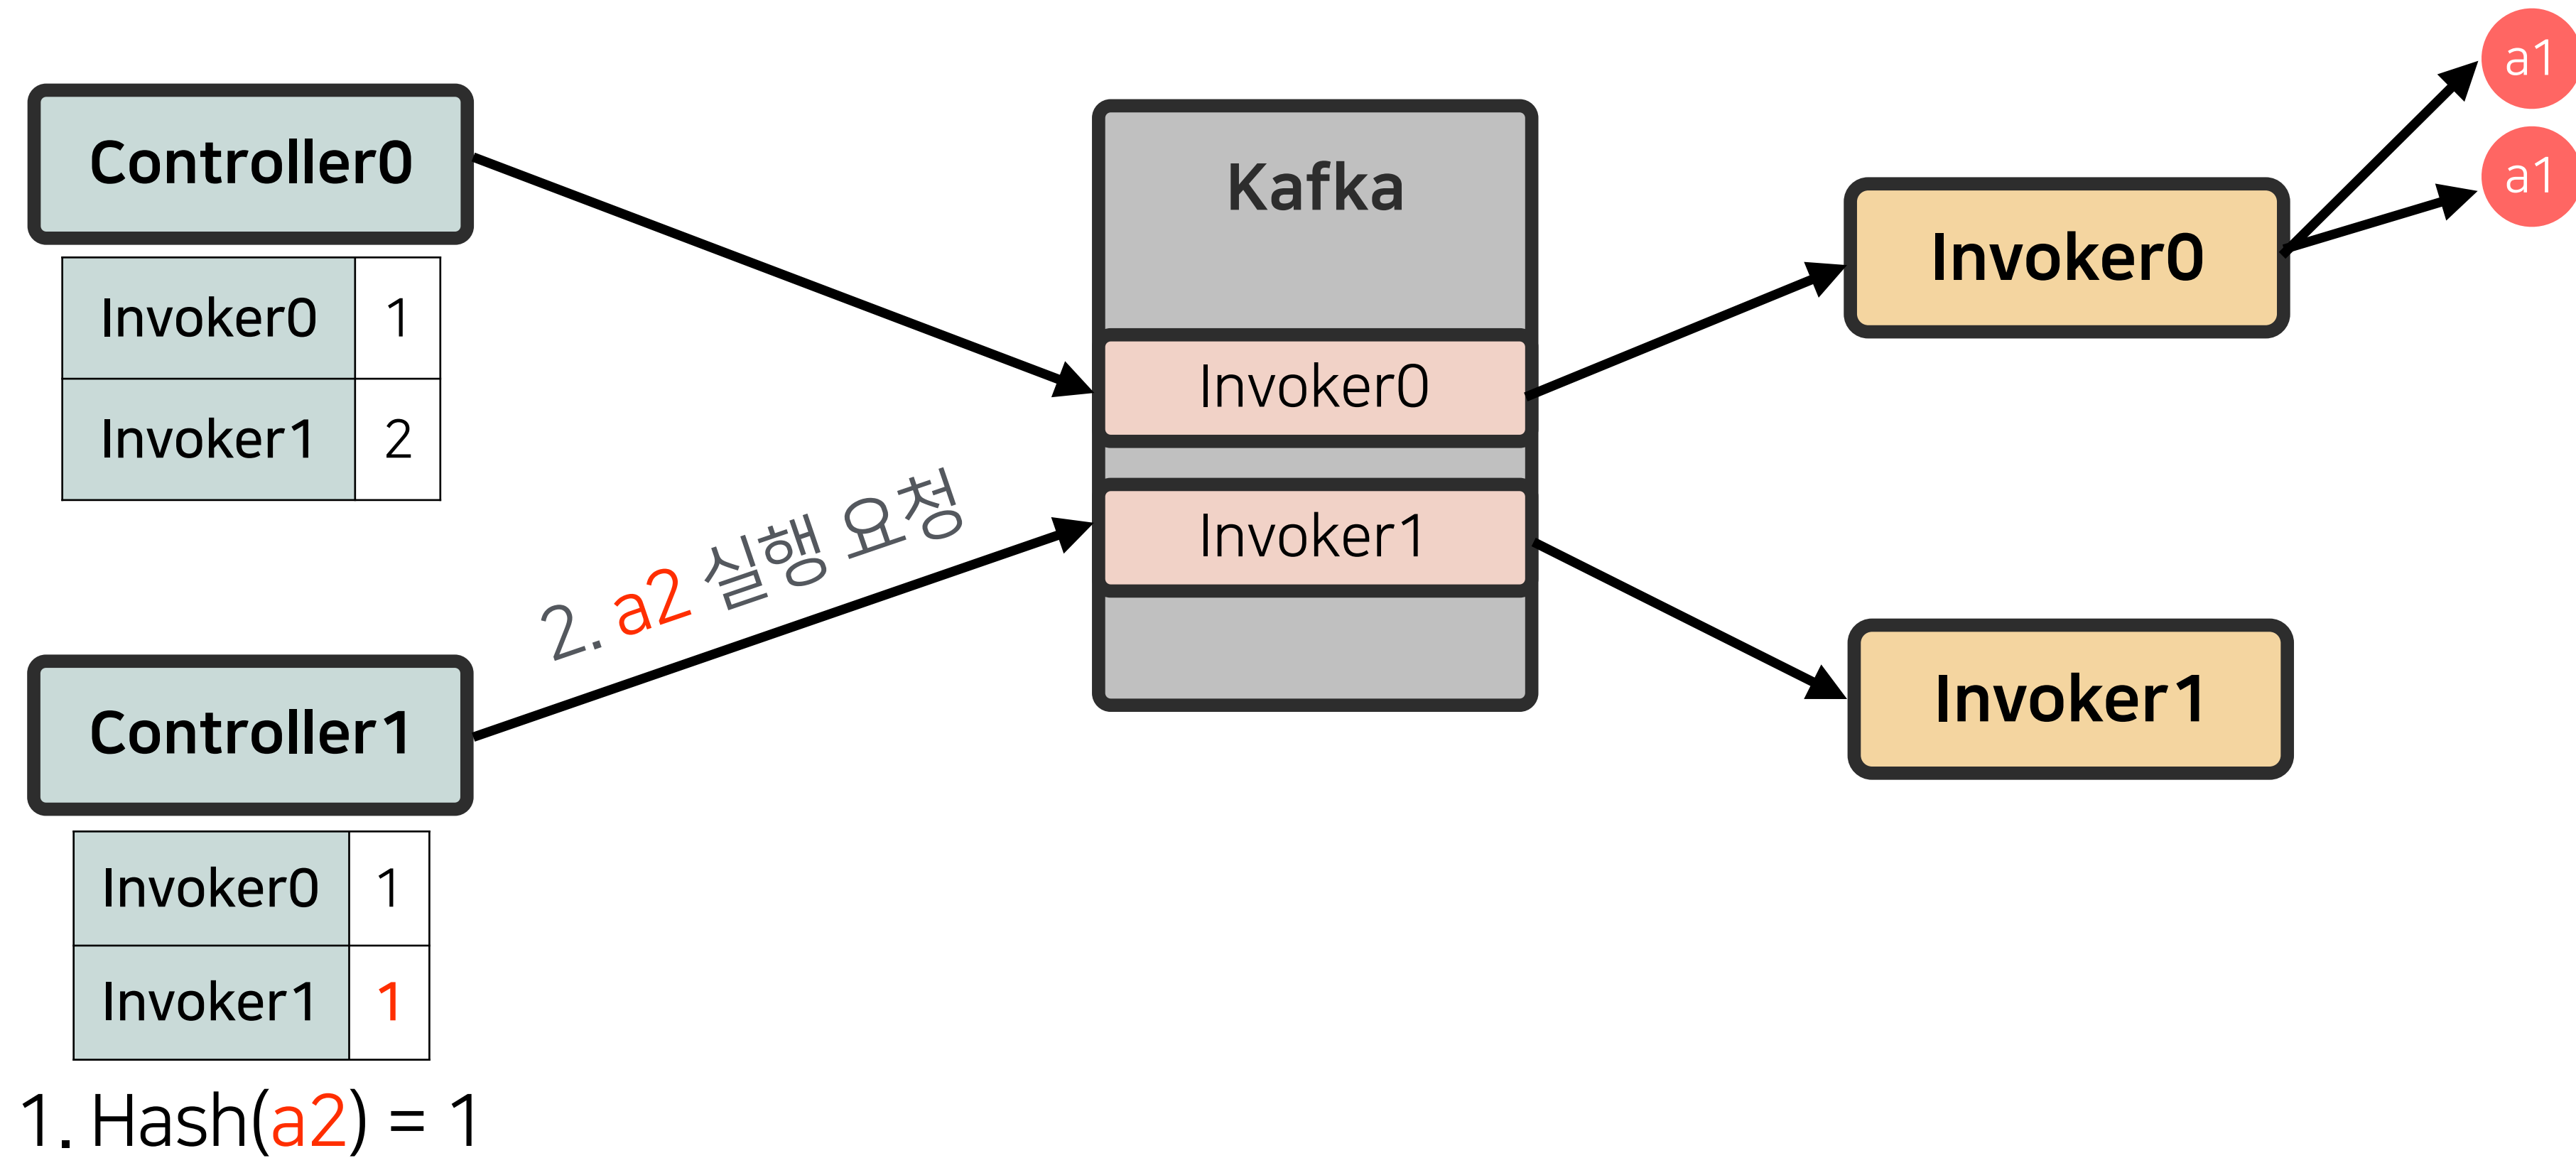 Controller0
Invoker0 1
Invoker1 2
Kafka
Invoker0
Invoker1
Invoker0
a1
a1
Invoker1
2. a2 실행 요청
Controller1
Invoker0 1
Invoker1 1
1. Hash(a2) = 1